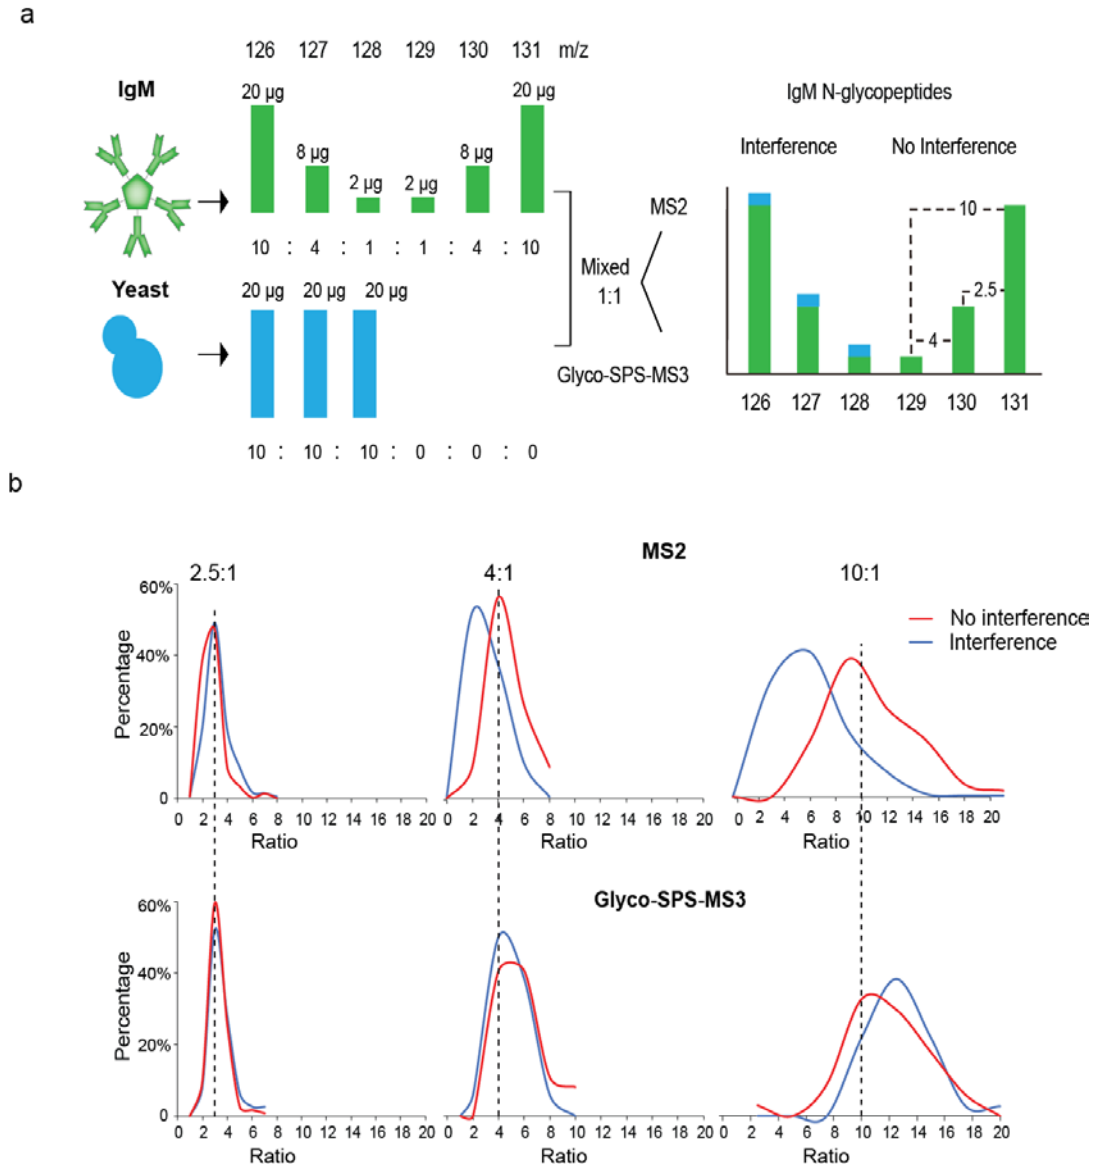 a
126 127 128 129 130 131 m/z
IgM
20 µg 8 µg 2 µg 2 µg 8 µg 20 µg
10 : 4 : 1 : 1 : 4 : 10
Yeast
20 µg 20 µg 20 µg
10 : 10 : 10 : 0 : 0 : 0
Mixed
1:1
MS2
Glyco-SPS-MS3
IgM N-glycopeptides
Interference No Interference
10
2.5
4
126 127 128 129 130 131
b
MS2
2.5:1 4:1 10:1
No interference
Interference
Percentage
60%
40%
20%
0
0 2 4 6 8 10 12 14 16 18 20
Ratio
0 2 4 6 8 10 12 14 16 18 20
Ratio
0 2 4 6 8 10 12 14 16 18 20
Ratio
Glyco-SPS-MS3
Percentage
60%
40%
20%
0
0 2 4 6 8 10 12 14 16 18 20
Ratio
0 2 4 6 8 10 12 14 16 18 20
Ratio
0 2 4 6 8 10 12 14 16 18 20
Ratio